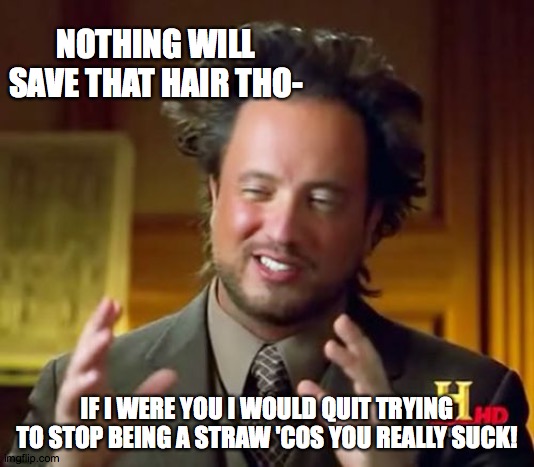 NOTHING WILL
SAVE THAT HAIR THO-
IF I WERE YOU I WOULD QUIT TRYING
TO STOP BEING A STRAW 'COS YOU REALLY SUCK!
H
HD
imgflip.com